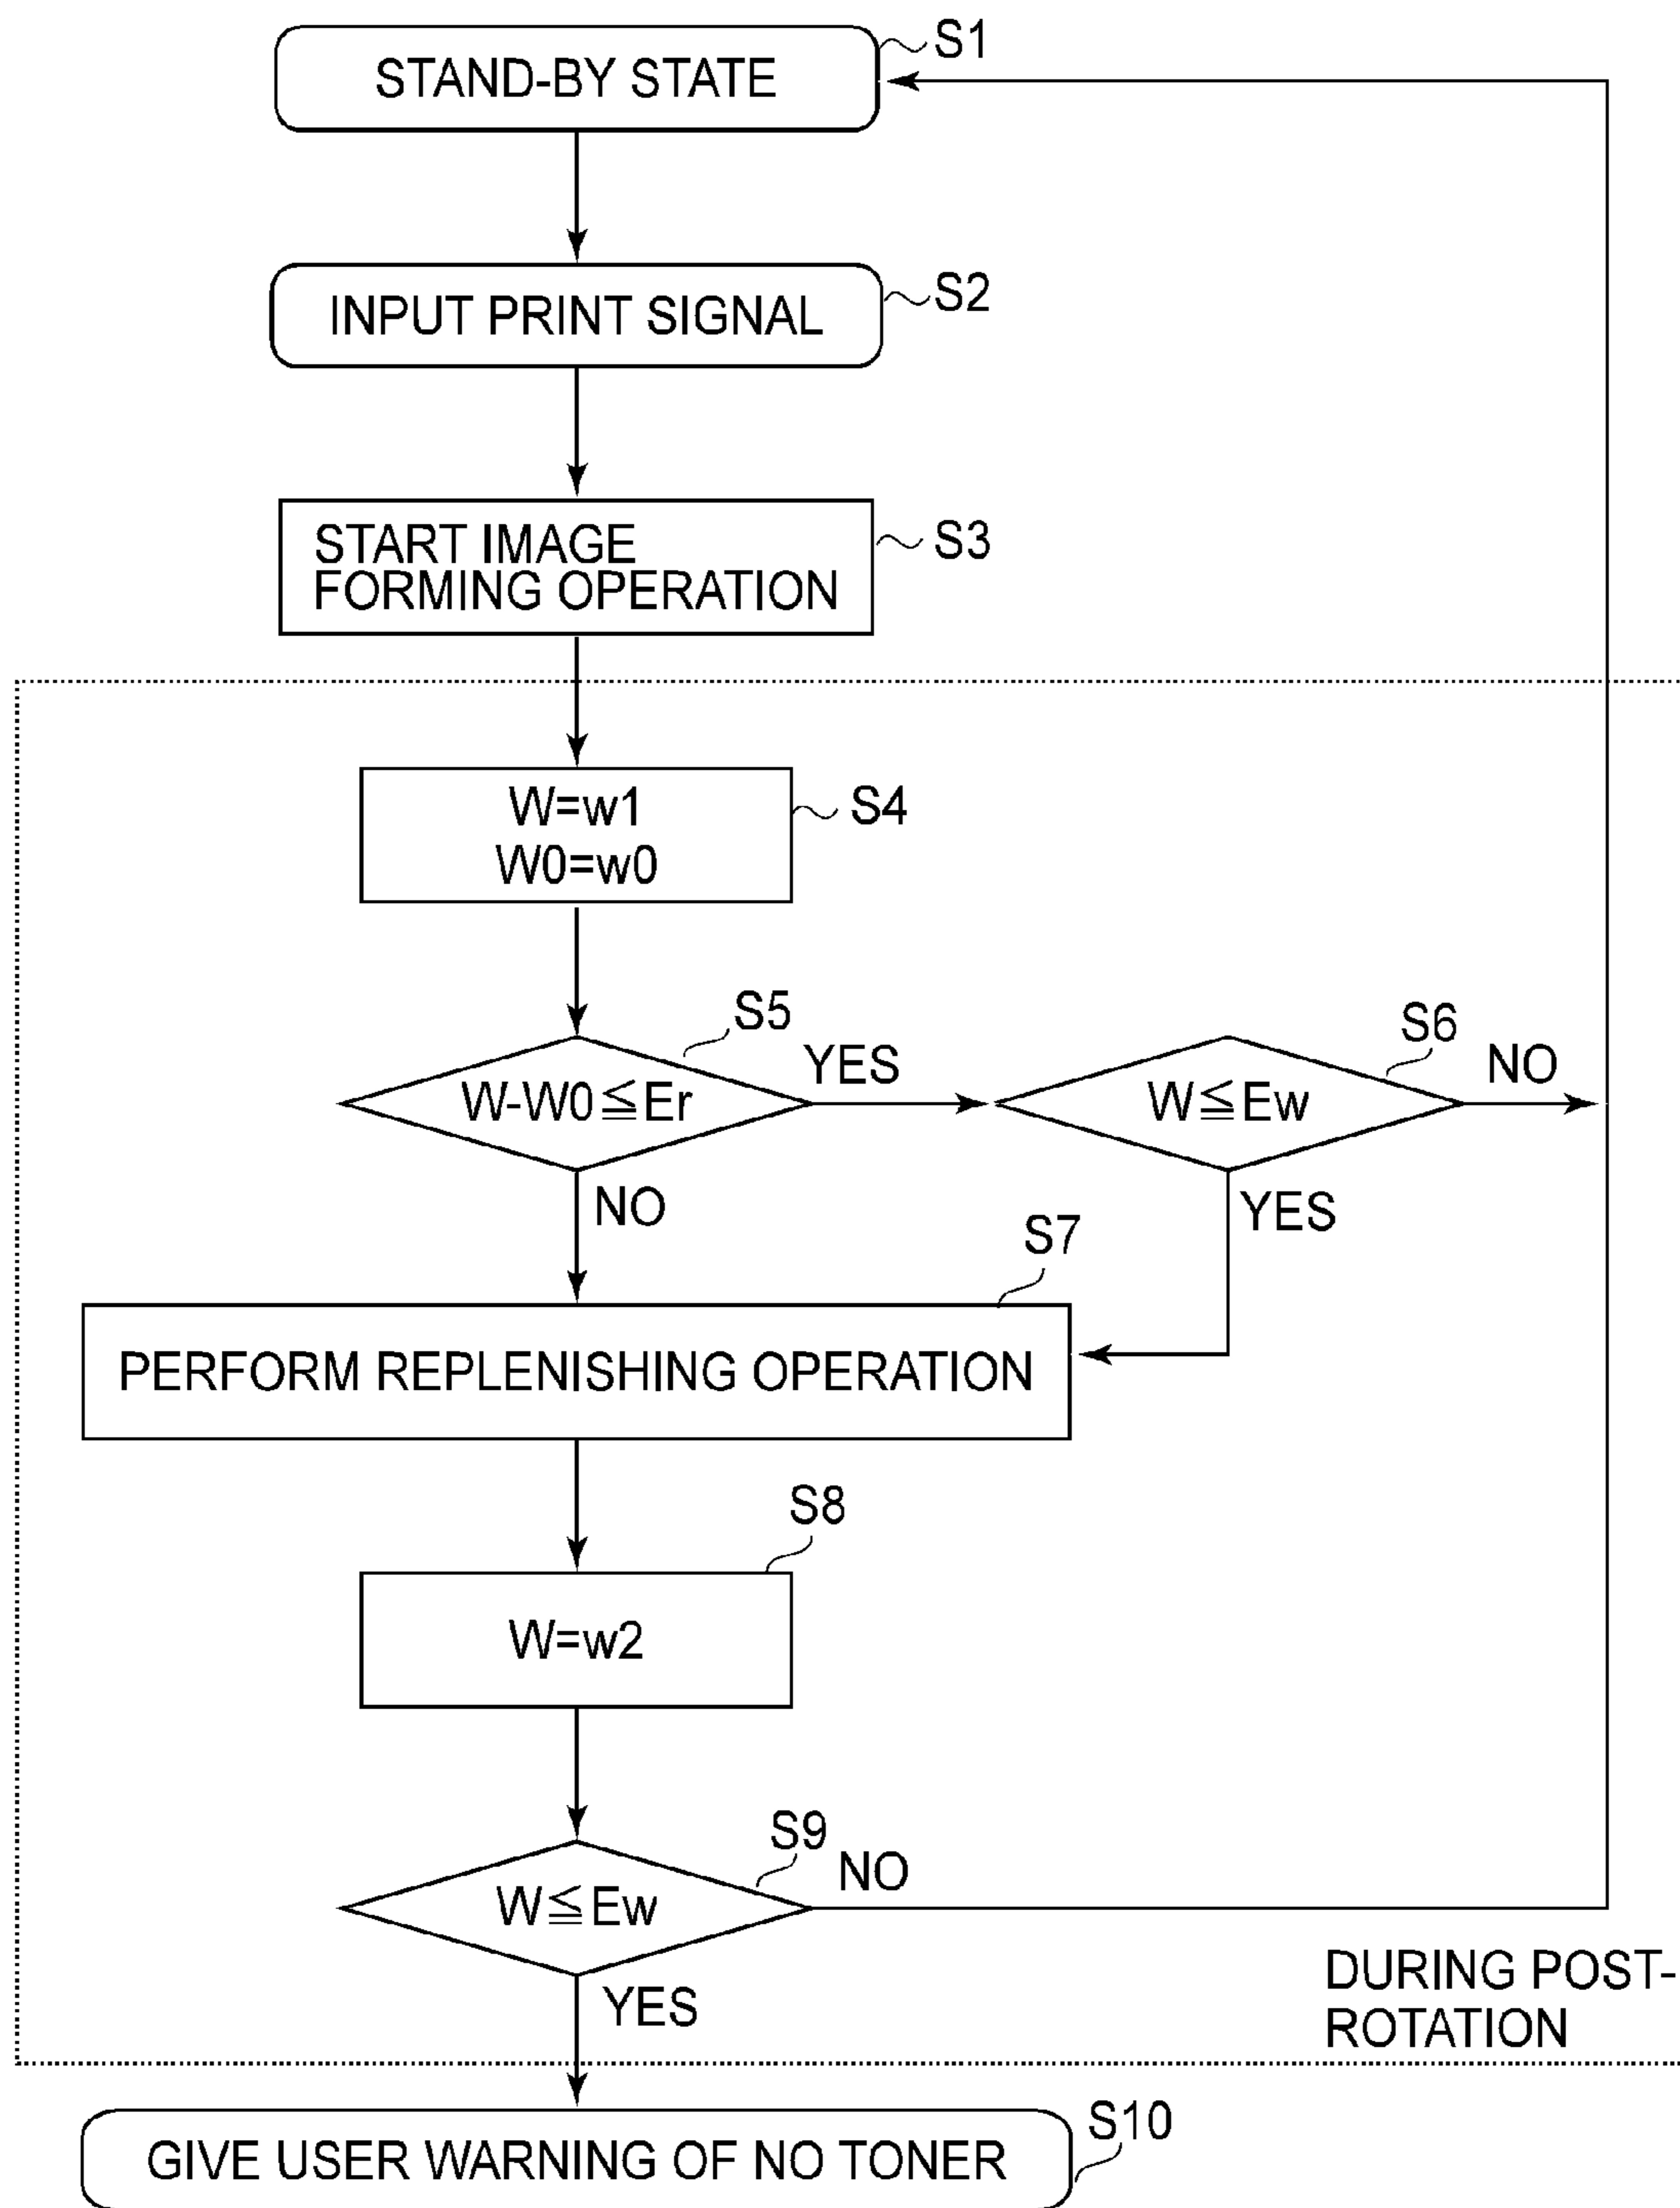 STAND-BY STATE
S1
INPUT PRINT SIGNAL
S2
START IMAGE
FORMING OPERATION
S3
W=w1
W0=w0
S4
S5
W-W0≦Er
YES
S6
W≦Ew
NO
NO
YES
S7
PERFORM REPLENISHING OPERATION
S8
W=w2
S9
W≦Ew
NO
YES
DURING POST-
ROTATION
GIVE USER WARNING OF NO TONER
S10